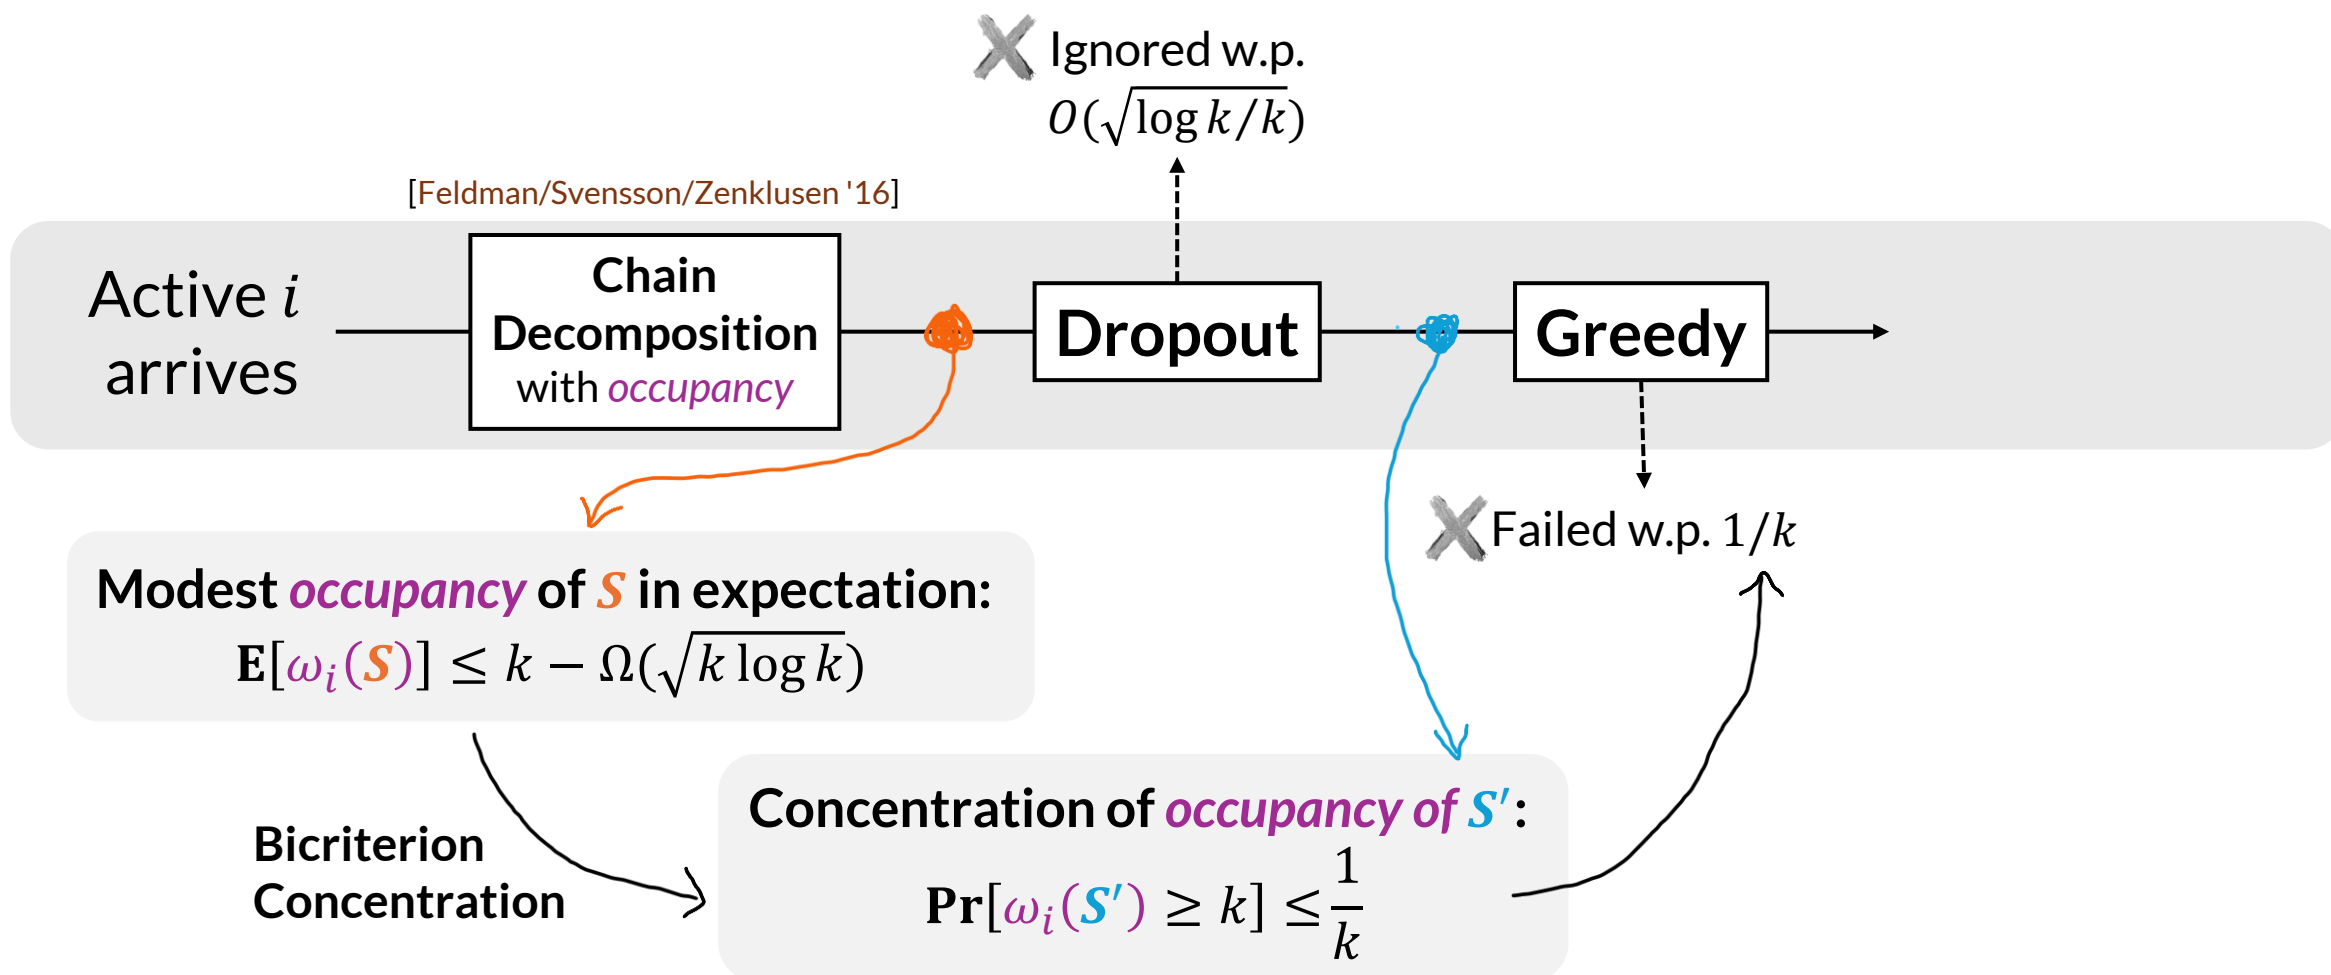 Ignored w.p.
O(√log k/k)
[Feldman/Svensson/Zenklusen '16]
Active i
arrives
Chain
Decomposition
with occupancy
Dropout
Greedy
Failed w.p. 1/k
Modest occupancy of S in expectation:
E[ω_i(S)] ≤ k − Ω(√k log k)
Bicriterion
Concentration
Concentration of occupancy of S′:
Pr[ω_i(S′) ≥ k] ≤ 1/k